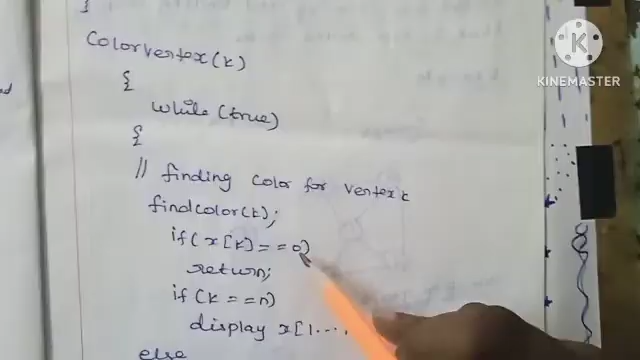 }
Colorvertex(k)
{
while(true)
{
// finding color for vertex k
findcolor(k);
if( x[k]==0)
return;
if(k==n)
display x[1....
else
K
KINEMASTER